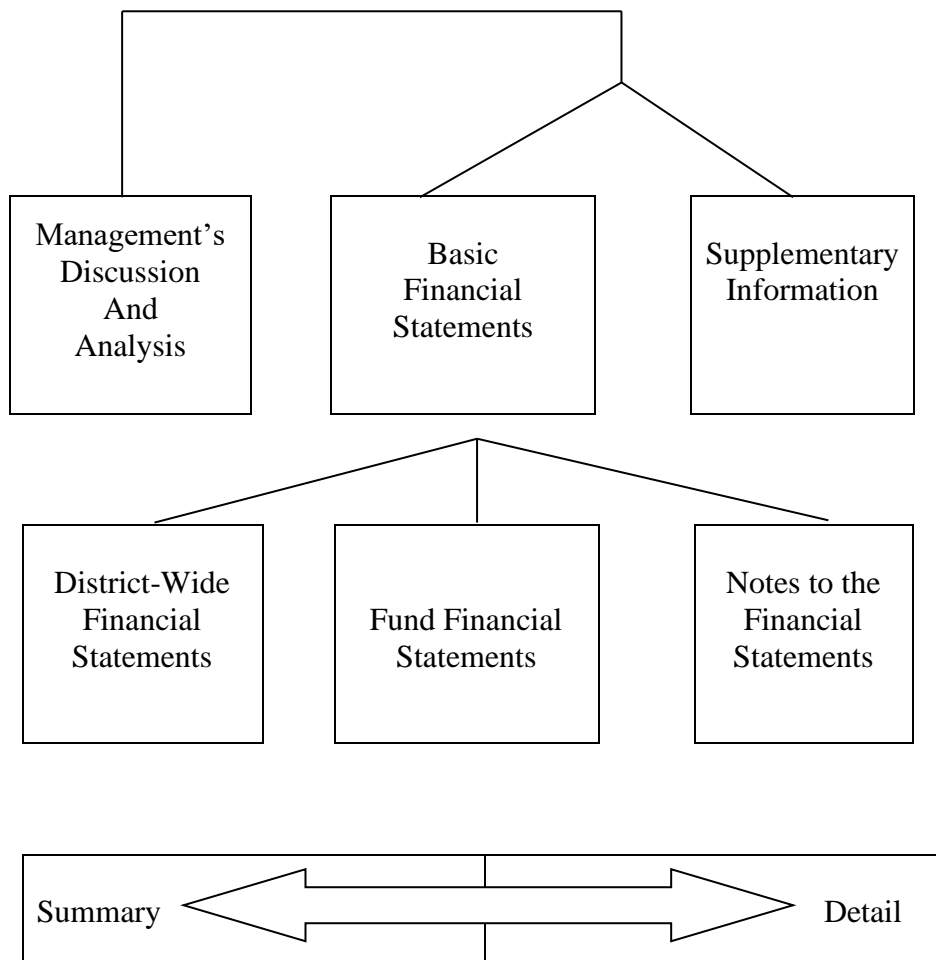 Management’s
Discussion
And
Analysis
Basic
Financial
Statements
Supplementary
Information
District-Wide
Financial
Statements
Fund Financial
Statements
Notes to the
Financial
Statements
Summary
Detail